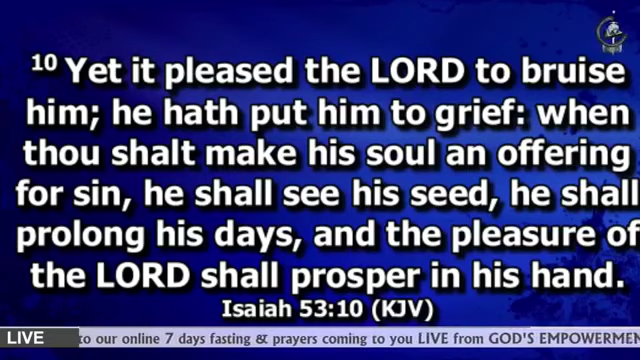 10 Yet it pleased the LORD to bruise
him; he hath put him to grief: when
thou shalt make his soul an offering
for sin, he shall see his seed, he shall
prolong his days, and the pleasure of
the LORD shall prosper in his hand.
Isaiah 53:10 (KJV)
LIVE to our online 7 days fasting & prayers coming to you LIVE from GOD'S EMPOWERME